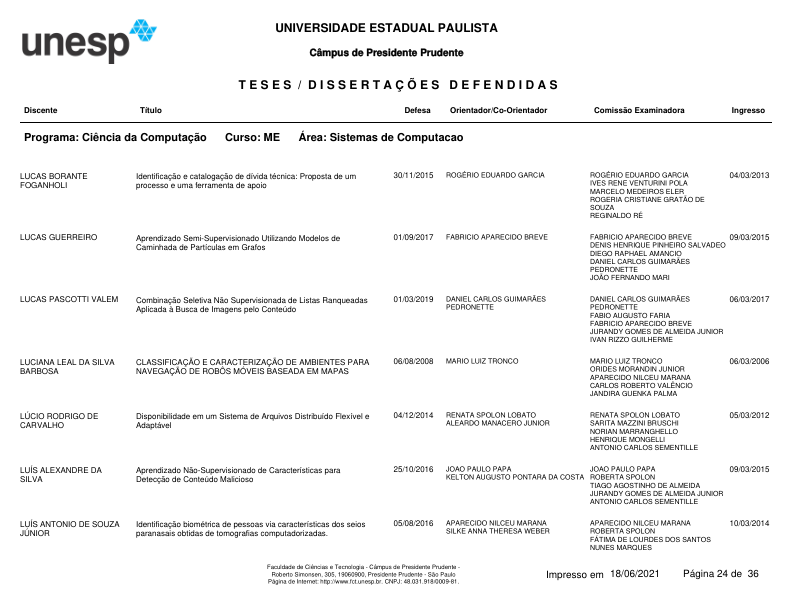 unesp
UNIVERSIDADE ESTADUAL PAULISTA
Câmpus de Presidente Prudente
TESES / DISSERTAÇÕES DEFENDIDAS
Discente Título Defesa Orientador/Co-Orientador Comissão Examinadora Ingresso
Programa: Ciência da Computação Curso: ME Área: Sistemas de Computacao
LUCAS BORANTE Identificação e catalogação de dívida técnica: Proposta de um 30/11/2015 ROGÉRIO EDUARDO GARCIA ROGÉRIO EDUARDO GARCIA 04/03/2013
FOGANHOLI processo e uma ferramenta de apoio IVES RENE VENTURINI POLA
MARCELO MEDEIROS ELER
ROGERIA CRISTIANE GRATÃO DE
SOUZA
REGINALDO RÉ
LUCAS GUERREIRO Aprendizado Semi-Supervisionado Utilizando Modelos de 01/09/2017 FABRICIO APARECIDO BREVE FABRICIO APARECIDO BREVE 09/03/2015
Caminhada de Partículas em Grafos DENIS HENRIQUE PINHEIRO SALVADEO
DIEGO RAPHAEL AMANCIO
DANIEL CARLOS GUIMARÃES
PEDRONETTE
JOÃO FERNANDO MARI
LUCAS PASCOTTI VALEM Combinação Seletiva Não Supervisionada de Listas Ranqueadas 01/03/2019 DANIEL CARLOS GUIMARÃES DANIEL CARLOS GUIMARÃES 06/03/2017
Aplicada à Busca de Imagens pelo Conteúdo PEDRONETTE PEDRONETTE
FABIO AUGUSTO FARIA
FABRICIO APARECIDO BREVE
JURANDY GOMES DE ALMEIDA JUNIOR
IVAN RIZZO GUILHERME
LUCIANA LEAL DA SILVA CLASSIFICAÇÃO E CARACTERIZAÇÃO DE AMBIENTES PARA 06/08/2008 MARIO LUIZ TRONCO MARIO LUIZ TRONCO 06/03/2006
BARBOSA NAVEGAÇÃO DE ROBÔS MÓVEIS BASEADA EM MAPAS ORIDES MORANDIN JUNIOR
APARECIDO NILCEU MARANA
CARLOS ROBERTO VALÊNCIO
JANDIRA GUENKA PALMA
LÚCIO RODRIGO DE Disponibilidade em um Sistema de Arquivos Distribuído Flexível e 04/12/2014 RENATA SPOLON LOBATO RENATA SPOLON LOBATO 05/03/2012
CARVALHO Adaptável ALEARDO MANACERO JUNIOR SARITA MAZZINI BRUSCHI
NORIAN MARRANGHELLO
HENRIQUE MONGELLI
ANTONIO CARLOS SEMENTILLE
LUÍS ALEXANDRE DA Aprendizado Não-Supervisionado de Características para 25/10/2016 JOAO PAULO PAPA JOAO PAULO PAPA 09/03/2015
SILVA Detecção de Conteúdo Malicioso KELTON AUGUSTO PONTARA DA COSTA ROBERTA SPOLON
TIAGO AGOSTINHO DE ALMEIDA
JURANDY GOMES DE ALMEIDA JUNIOR
ANTONIO CARLOS SEMENTILLE
LUÍS ANTONIO DE SOUZA Identificação biométrica de pessoas via características dos seios 05/08/2016 APARECIDO NILCEU MARANA APARECIDO NILCEU MARANA 10/03/2014
JÚNIOR paranasais obtidas de tomografias computadorizadas. SILKE ANNA THERESA WEBER ROBERTA SPOLON
FÁTIMA DE LOURDES DOS SANTOS
NUNES MARQUES
Faculdade de Ciências e Tecnologia - Câmpus de Presidente Prudente -
Roberto Simonsen, 305, 19060900, Presidente Prudente - São Paulo
Página de Internet: http://www.fct.unesp.br. CNPJ: 48.031.918/0009-81.
Impresso em 18/06/2021 Página 24 de 36